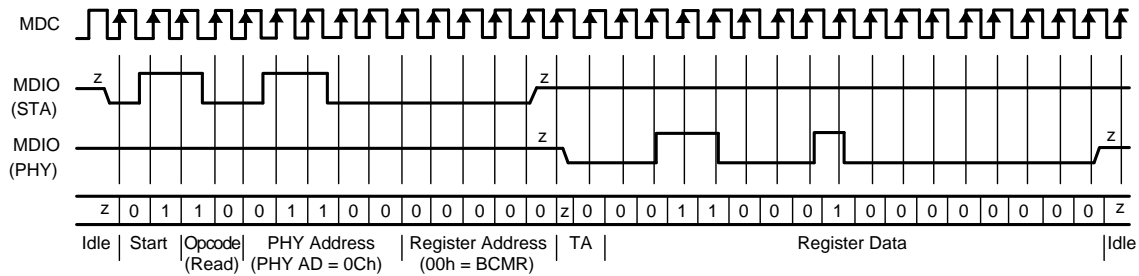 MDC
z z
MDIO
(STA)
MDIO
(PHY)
z z
z 0 1 1 0 0 1 1 0 0 0 0 0 0 0 z 0 0 0 1 1 0 0 0 1 0 0 0 0 0 0 0 0 z
Idle Start Opcode PHY Address Register Address TA Register Data Idle
(Read) (PHY AD = 0Ch) (00h = BCMR)